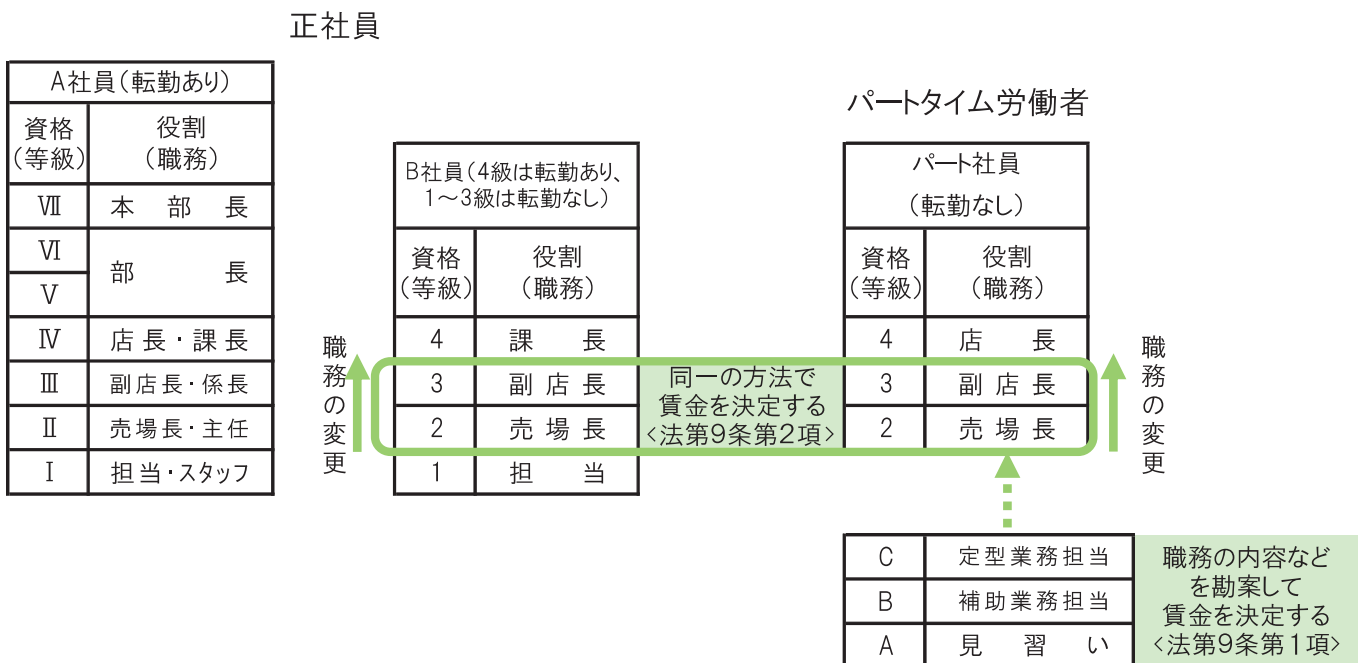 正社員
A社員（転勤あり）
資格
（等級）
役割
（職務）
Ⅶ 本部長
Ⅵ
Ⅴ
部長
Ⅳ 店長・課長
Ⅲ 副店長・係長
Ⅱ 売場長・主任
Ⅰ 担当・スタッフ
職務の変更
B社員（4級は転勤あり、
1～3級は転勤なし）
資格
（等級）
役割
（職務）
4 課長
3 副店長
2 売場長
1 担当
同一の方法で
賃金を決定する
<法第9条第2項>
パートタイム労働者
パート社員
（転勤なし）
資格
（等級）
役割
（職務）
4 店長
3 副店長
2 売場長
職務の変更
C 定型業務担当
B 補助業務担当
A 見習い
職務の内容など
を勘案して
賃金を決定する
<法第9条第1項>